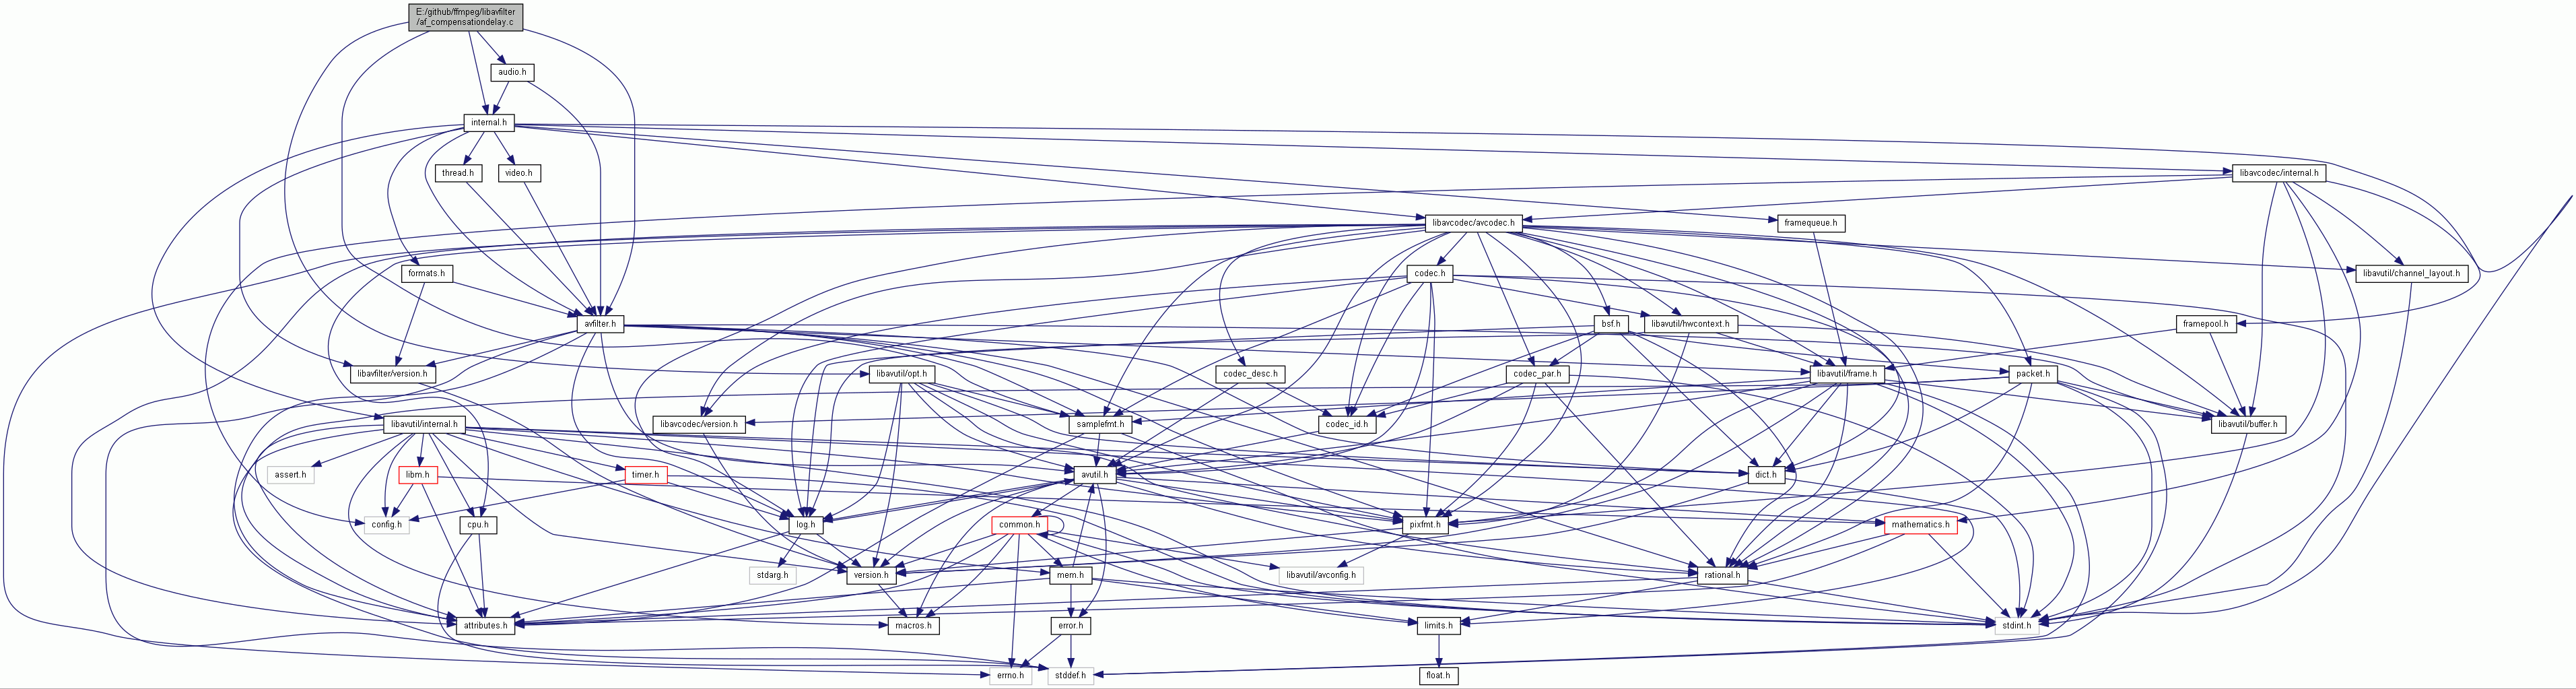 E:/github/ffmpeg/libavfilter
/af_compensationdelay.c
audio.h
internal.h
thread.h
video.h
libavcodec/internal.h
libavcodec/avcodec.h
framequeue.h
formats.h
codec.h
libavutil/channel_layout.h
avfilter.h
bsf.h
libavutil/hwcontext.h
framepool.h
libavfilter/version.h
libavutil/opt.h
codec_desc.h
codec_par.h
libavutil/frame.h
packet.h
libavutil/internal.h
libavcodec/version.h
samplefmt.h
codec_id.h
libavutil/buffer.h
assert.h
libm.h
timer.h
avutil.h
dict.h
config.h
cpu.h
log.h
common.h
pixfmt.h
mathematics.h
stdarg.h
version.h
mem.h
libavutil/avconfig.h
rational.h
attributes.h
macros.h
error.h
limits.h
stdint.h
errno.h
stddef.h
float.h